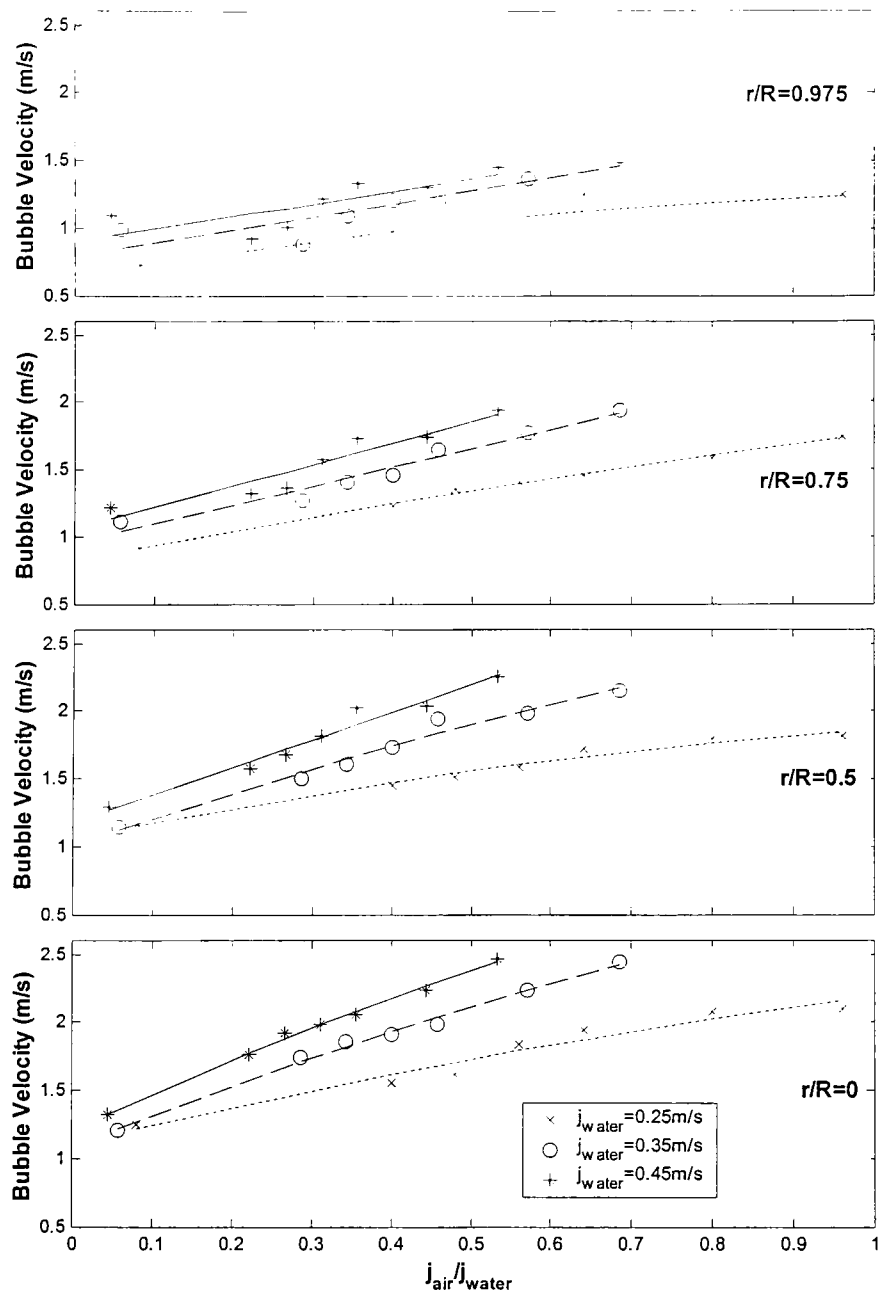 2.5
2
1.5
1
0.5
Bubble Velocity (m/s)
r/R=0.975
2.5
2
1.5
1
0.5
Bubble Velocity (m/s)
r/R=0.75
2.5
2
1.5
1
0.5
Bubble Velocity (m/s)
r/R=0.5
2.5
2
1.5
1
0.5
Bubble Velocity (m/s)
r/R=0
j_water=0.25m/s
j_water=0.35m/s
j_water=0.45m/s
0 0.1 0.2 0.3 0.4 0.5 0.6 0.7 0.8 0.9 1
j_air/j_water